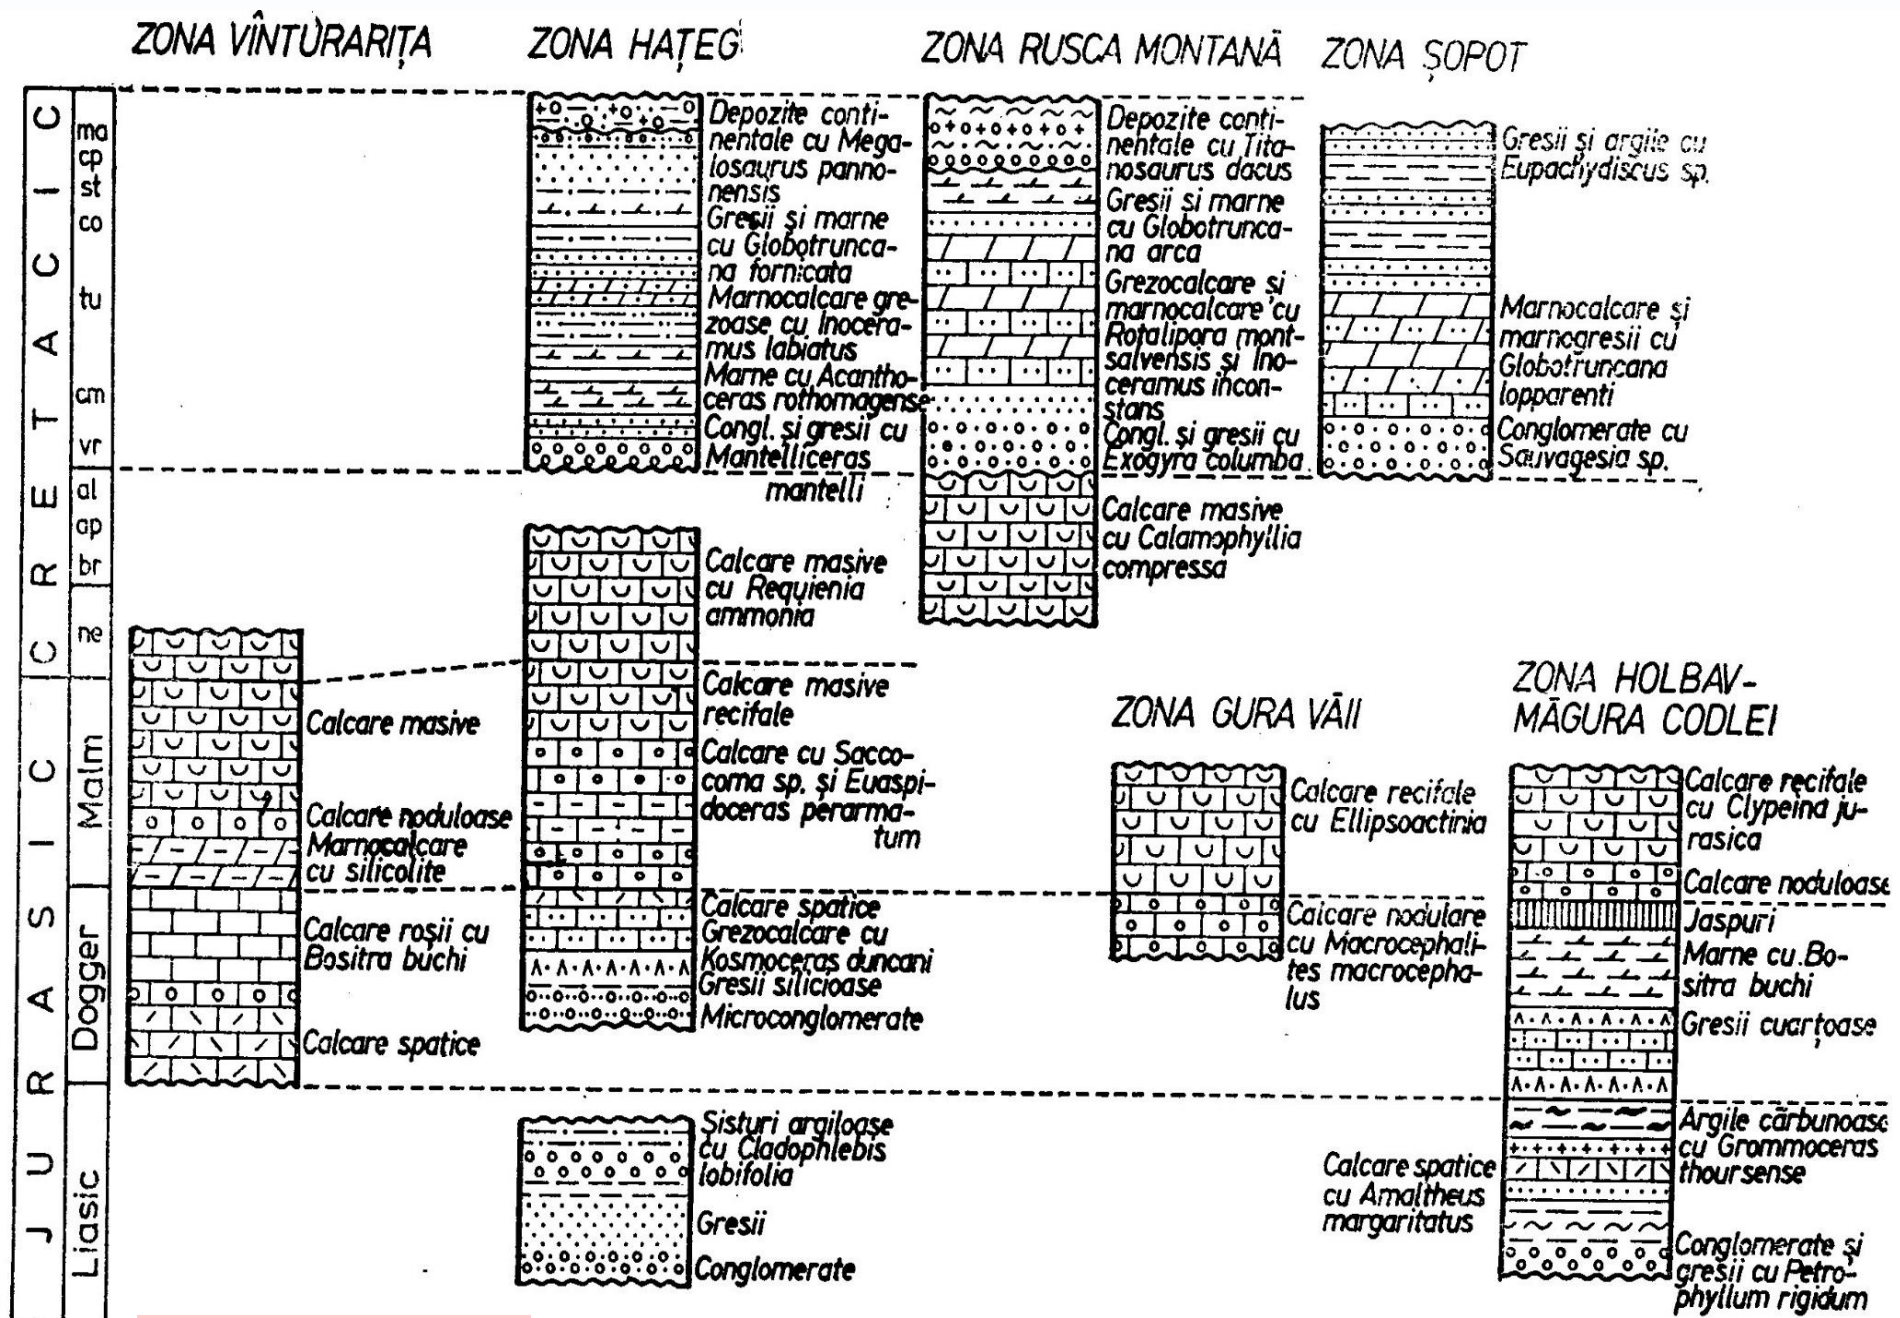 ZONA VÎNTURARIȚA
ZONA HAȚEG
ZONA RUSCA MONTANĂ
ZONA ȘOPOT
CRETACIC
ma
cp
st
co
tu
cm
vr
al
ap
br
ne
JURASIC
Malm
Dogger
Liasic
Calcare masive
Calcare noduloase
Marnocalcare
cu silicolite
Calcare roșii cu
Bositra buchi
Calcare spatice
Depozite conti-
nentale cu Mega-
losaurus panno-
nensis
Gresii și marne
cu Globotrunca-
na fornicata
Marnocalcare gre-
zoase cu Inocera-
mus labiatus
Marne cu Acantho-
ceras rothomagense
Congl. și gresii cu
Mantelliceras
mantelli
Calcare masive
cu Requienia
ammonia
Calcare masive
recifale
Calcare cu Sacco-
coma sp. și Euaspi-
doceras perarma-
tum
Calcare spatice
Grezocalcare cu
Kosmoceras duncani
Gresii silicioase
Microconglomerate
Șisturi argiloase
cu Cladophlebis
lobifolia
Gresii
Conglomerate
Depozite conti-
nentale cu Tita-
nosaurus dacus
Gresii și marne
cu Globotrunca-
na arca
Grezocalcare și
marnocalcare cu
Rotalipora mont-
salvensis și Ino-
ceramus incon-
stans
Congl. și gresii cu
Exogyra columba
Calcare masive
cu Calamophyllia
compressa
Gresii și argile cu
Eupachydiscus sp.
Marnocalcare și
marnogresii cu
Globotruncana
lopparenti
Conglomerate cu
Sauvagesia sp.
ZONA GURA VĂII
Calcare recifale
cu Ellipsoactinia
Calcare nodulare
cu Macrocephali-
tes macrocepha-
lus
ZONA HOLBAV-
MĂGURA CODLEI
Calcare recifale
cu Clypeina ju-
rasica
Calcare noduloase
Jaspuri
Marne cu Bo-
sitra buchi
Gresii cuarțoase
Argile cărbunoase
cu Grommoceras
thoursense
Calcare spatice
cu Amaltheus
margaritatus
Conglomerate și
gresii cu Petro-
phyllum rigidum